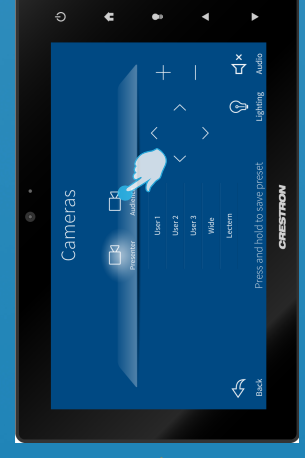 Cameras
Presenter
Audienc
User 1
User 2
User 3
Wide
Lectern
Press and hold to save preset
Back
Lighting
Audio
CRESTRON